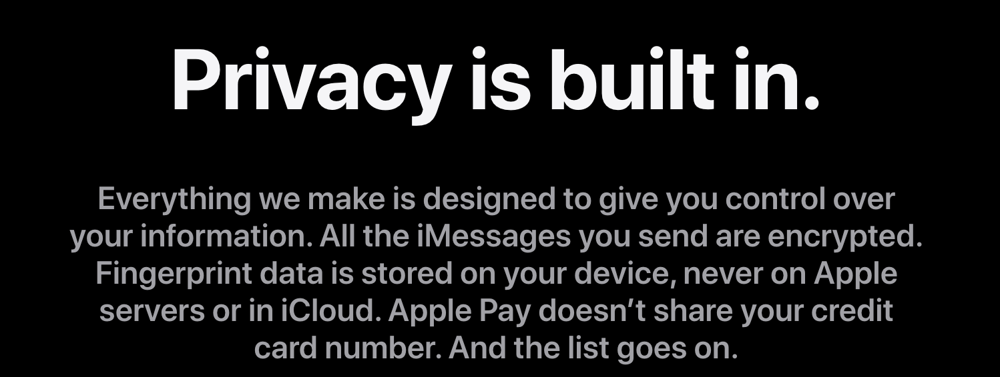 Privacy is built in.
Everything we make is designed to give you control over
your information. All the iMessages you send are encrypted.
Fingerprint data is stored on your device, never on Apple
servers or in iCloud. Apple Pay doesn’t share your credit
card number. And the list goes on.